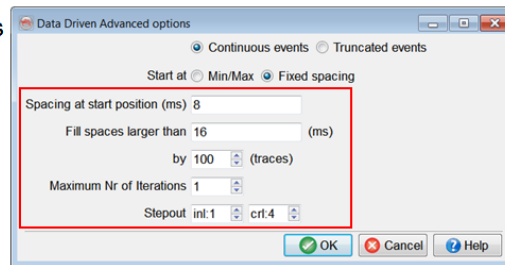 s
Data Driven Advanced options
Continuous events Truncated events
Start at Min/Max Fixed spacing
Spacing at start position (ms) 8
Fill spaces larger than 16 (ms)
by 100 (traces)
Maximum Nr of Iterations 1
Stepout inl:1 crl:4
OK Cancel Help